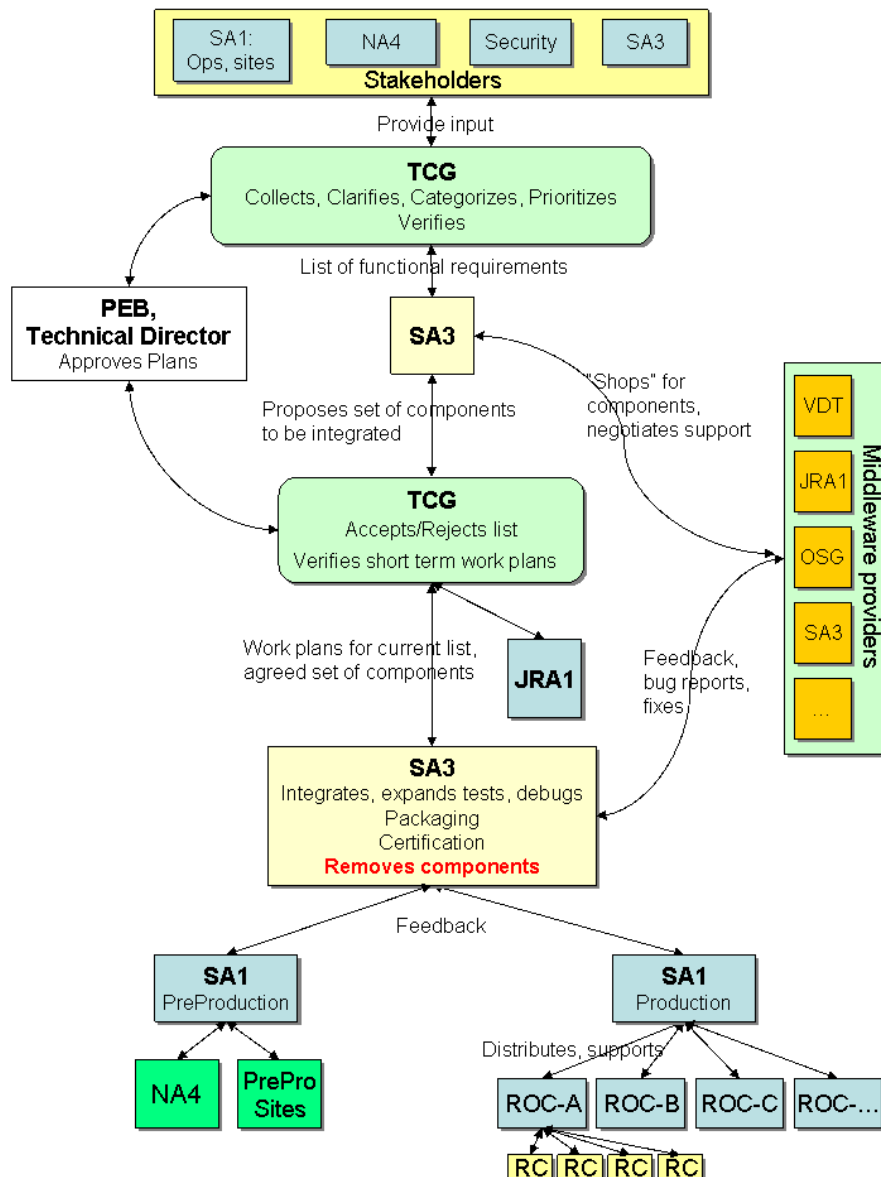 SA1:
Ops, sites
NA4
Security
SA3
Stakeholders
Provide input
TCG
Collects, Clarifies, Categorizes, Prioritizes
Verifies
List of functional requirements
PEB,
Technical Director
Approves Plans
SA3
"Shops" for
components,
negotiates support
Proposes set of components
to be integrated
VDT
JRA1
OSG
SA3
...
Middleware providers
TCG
Accepts/Rejects list
Verifies short term work plans
Work plans for current list,
agreed set of components
JRA1
Feedback,
bug reports,
fixes
SA3
Integrates, expands tests, debugs
Packaging
Certification
Removes components
Feedback
SA1
PreProduction
SA1
Production
NA4
PrePro
Sites
Distributes, supports
ROC-A
ROC-B
ROC-C
ROC-...
RC
RC
RC
RC